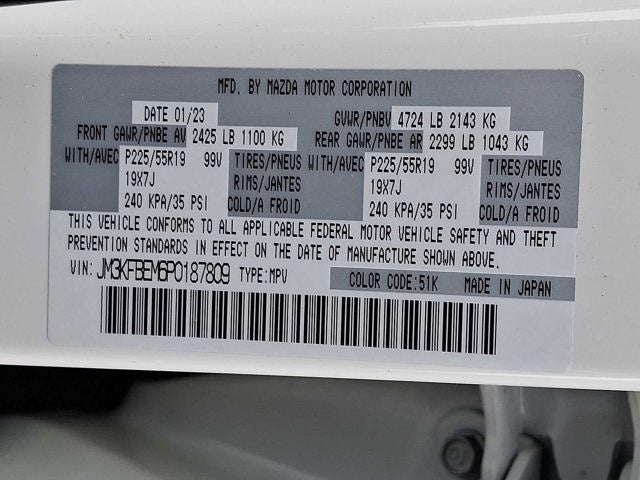 MFD. BY MAZDA MOTOR CORPORATION
DATE 01/23 GVWR/PNBV 4724 LB 2143 KG
FRONT GAWR/PNBE AV 2425 LB 1100 KG REAR GAWR/PNBE AR 2299 LB 1043 KG
WITH/AVEC P225/55R19 99V TIRES/PNEUS WITH/AVEC P225/55R19 99V TIRES/PNEUS
19X7J RIMS/JANTES 19X7J RIMS/JANTES
240 KPA/35 PSI COLD/A FROID 240 KPA/35 PSI COLD/A FROID
THIS VEHICLE CONFORMS TO ALL APPLICABLE FEDERAL MOTOR VEHICLE SAFETY AND THEFT
PREVENTION STANDARDS IN EFFECT ON THE DATE OF MANUFACTURE SHOWN ABOVE.
VIN: JM3KFBEM6P0187809 TYPE:MPV COLOR CODE:51K MADE IN JAPAN